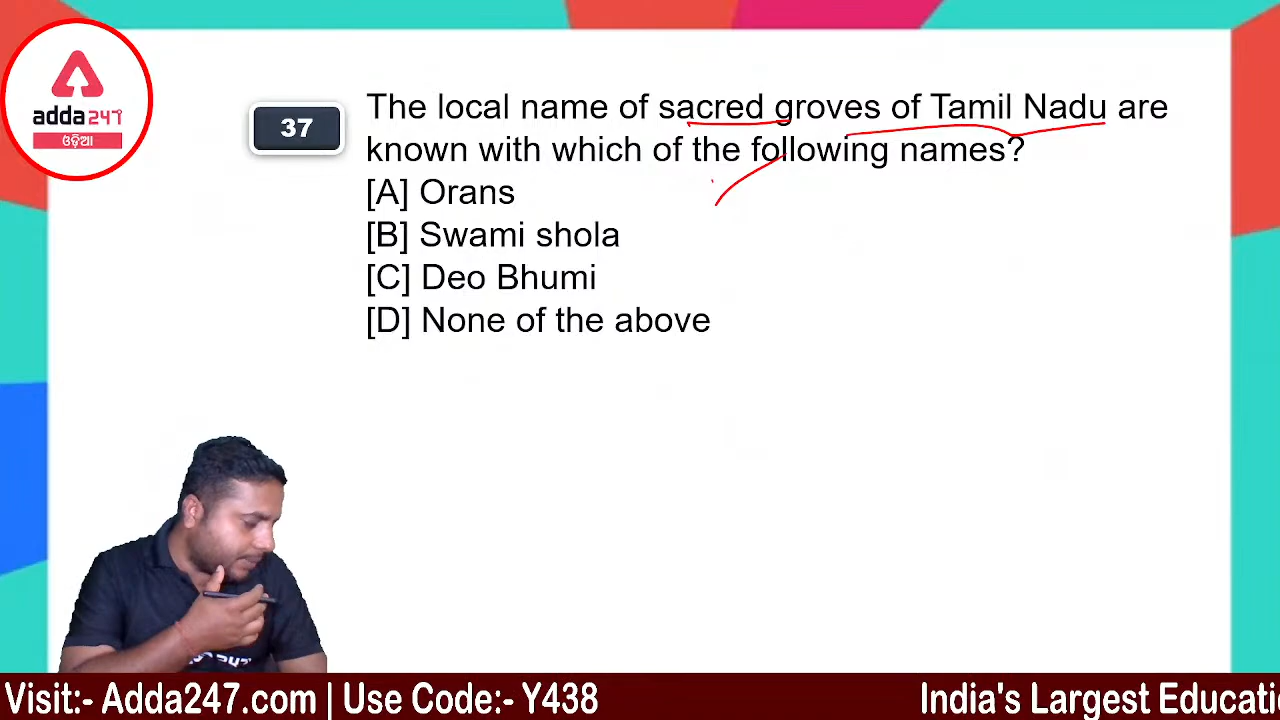 adda247
ଓଡ଼ିଆ
37
The local name of sacred groves of Tamil Nadu are
known with which of the following names?
[A] Orans
[B] Swami shola
[C] Deo Bhumi
[D] None of the above
Visit:- Adda247.com | Use Code:- Y438
India's Largest Educati